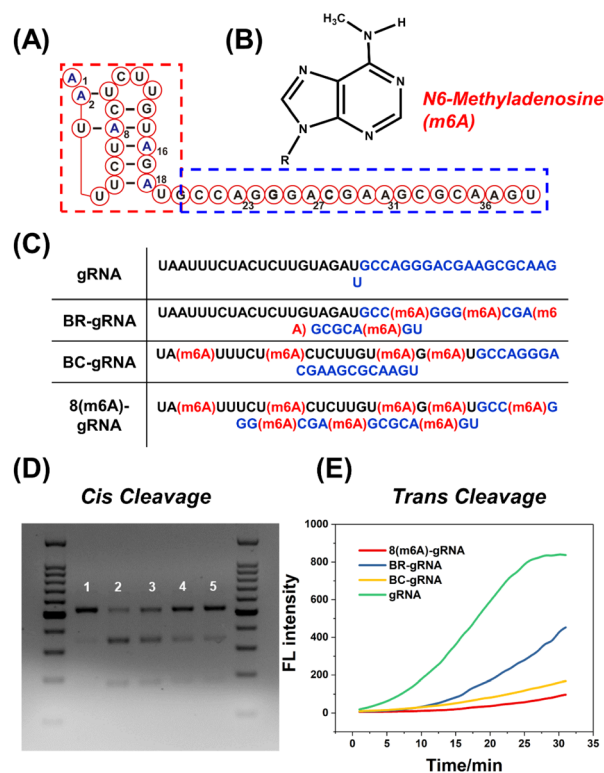 (A)
(B)
A
1
U C U U
A
2
U
C G
U A U
8
U A
16
C G
U U A
18
U G C C A G G G A C G A A G C G C A A G U
23 27 31 36
H₃C
N
H
N
N
N
N
R
N6-Methyladenosine
(m6A)
(C)
gRNA
UAAUUUCUACUCUUGUAGAUGCCAGGGACGAAGCGCAAG
U
BR-gRNA
UAAUUUCUACUCUUGUAGAUGCC(m6A)GGG(m6A)CGA(m6
A) GCGCA(m6A)GU
BC-gRNA
UA(m6A)UUUCU(m6A)CUCUUGU(m6A)G(m6A)UGCCAGGGA
CGAAGCGCAAGU
8(m6A)-
gRNA
UA(m6A)UUUCU(m6A)CUCUUGU(m6A)G(m6A)UGCC(m6A)G
GG(m6A)CGA(m6A)GCGCA(m6A)GU
(D)
Cis Cleavage
1 2 3 4 5
(E)
Trans Cleavage
FL intensity
1000
800
600
400
200
0
8(m6A)-gRNA
BR-gRNA
BC-gRNA
gRNA
0 5 10 15 20 25 30 35
Time/min